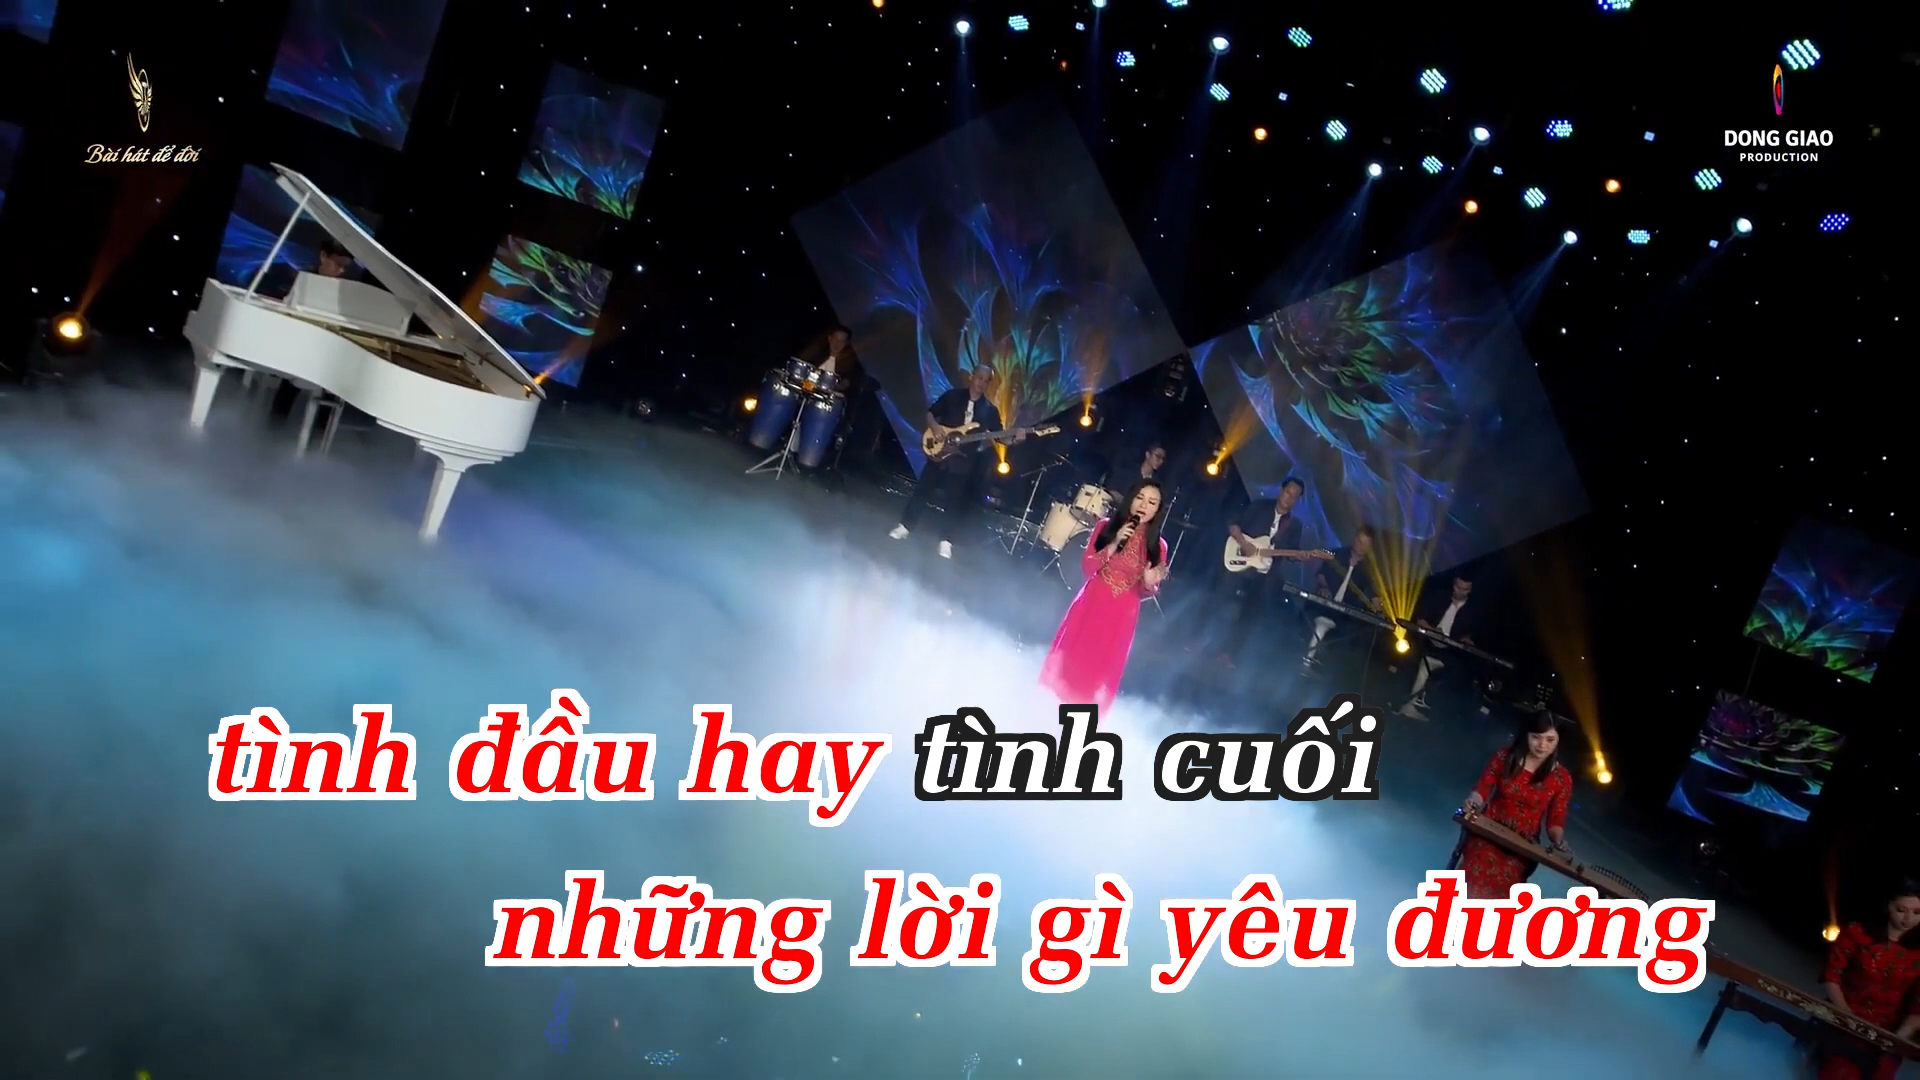 Bài hát để đời
DONG GIAO
PRODUCTION
tình đầu hay tình cuối
những lời gì yêu đương